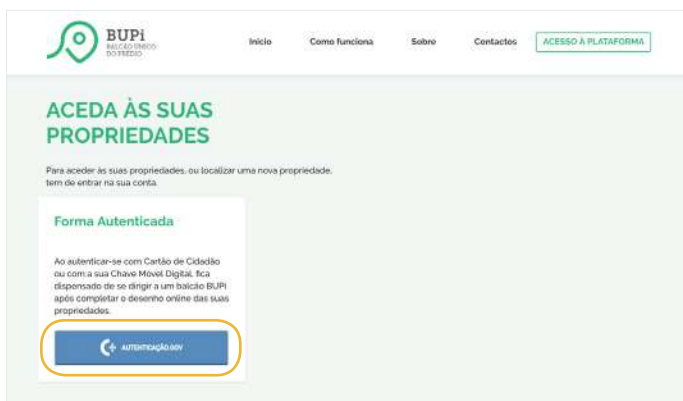 BUPi
BALCÃO ÚNICO
DO PRÉDIO
Início Como funciona Sobre Contactos ACESSO À PLATAFORMA
ACEDA ÀS SUAS
PROPRIEDADES
Para aceder às suas propriedades, ou localizar uma nova propriedade,
tem de entrar na sua conta.
Forma Autenticada
Ao autenticar-se com Cartão de Cidadão
ou com a sua Chave Móvel Digital, fica
dispensado de se dirigir a um balcão BUPi
após completar o desenho online das suas
propriedades.
AUTENTICAÇÃO.GOV